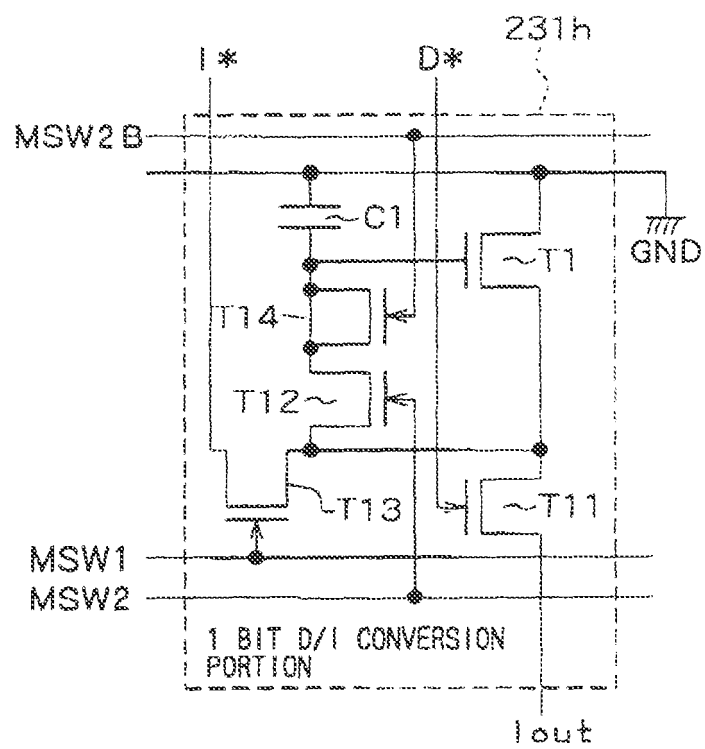 231h
I* D*
MSW2B
C1
T1
GND
T14
T12
T13
T11
MSW1
MSW2
1 BIT D/I CONVERSION
PORTION
Iout